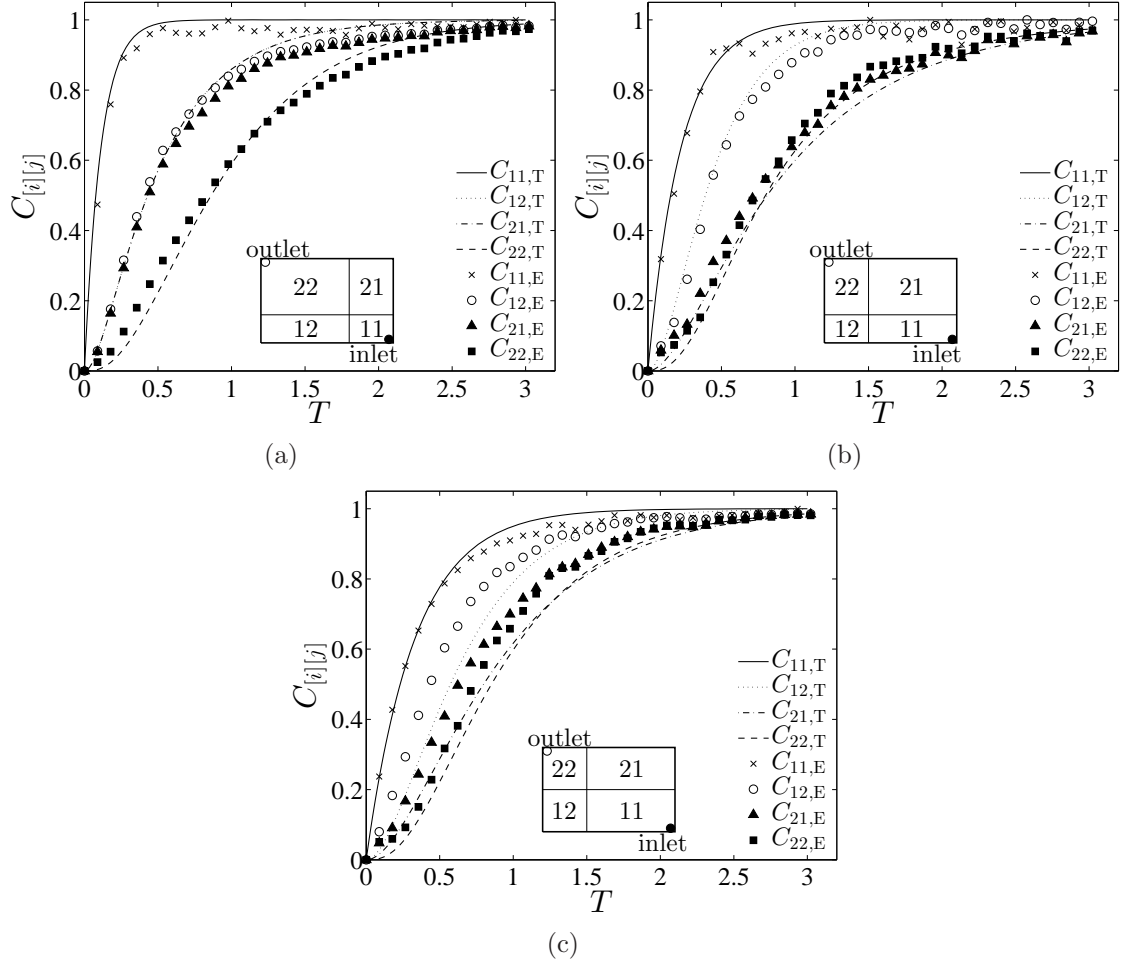 1
0.8
0.6
0.4
0.2
0
C[i][j]
0
0.5
1
1.5
2
2.5
3
T
C11,T
C12,T
C21,T
C22,T
C11,E
C12,E
C21,E
C22,E
outlet
22 21
12 11
inlet
(a)
1
0.8
0.6
0.4
0.2
0
C[i][j]
0
0.5
1
1.5
2
2.5
3
T
C11,T
C12,T
C21,T
C22,T
C11,E
C12,E
C21,E
C22,E
outlet
22 21
12 11
inlet
(b)
1
0.8
0.6
0.4
0.2
0
C[i][j]
0
0.5
1
1.5
2
2.5
3
T
C11,T
C12,T
C21,T
C22,T
C11,E
C12,E
C21,E
C22,E
outlet
22 21
12 11
inlet
(c)